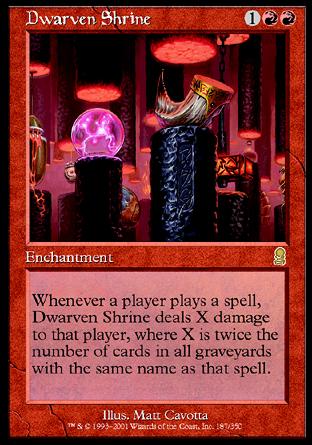 Dwarven Shrine 1
Enchantment
Whenever a player plays a spell,
Dwarven Shrine deals X damage
to that player, where X is twice the
number of cards in all graveyards
with the same name as that spell.
Illus. Matt Cavotta
™ & © 1993–2001 Wizards of the Coast, Inc. 187/350